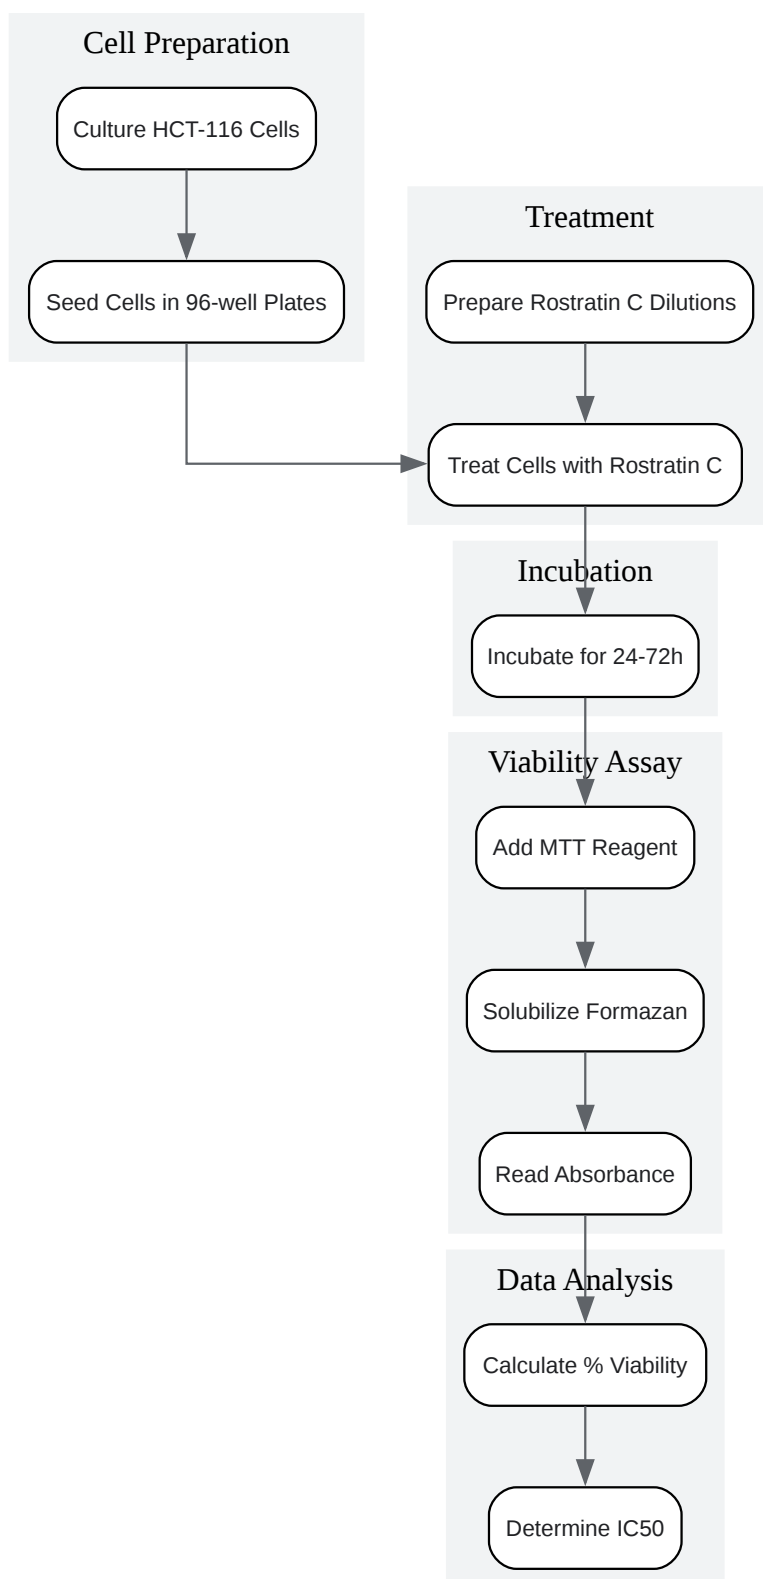 Cell Preparation
Culture HCT-116 Cells
Seed Cells in 96-well Plates
Treatment
Prepare Rostratin C Dilutions
Treat Cells with Rostratin C
Incubation
Incubate for 24-72h
Viability Assay
Add MTT Reagent
Solubilize Formazan
Read Absorbance
Data Analysis
Calculate % Viability
Determine IC50